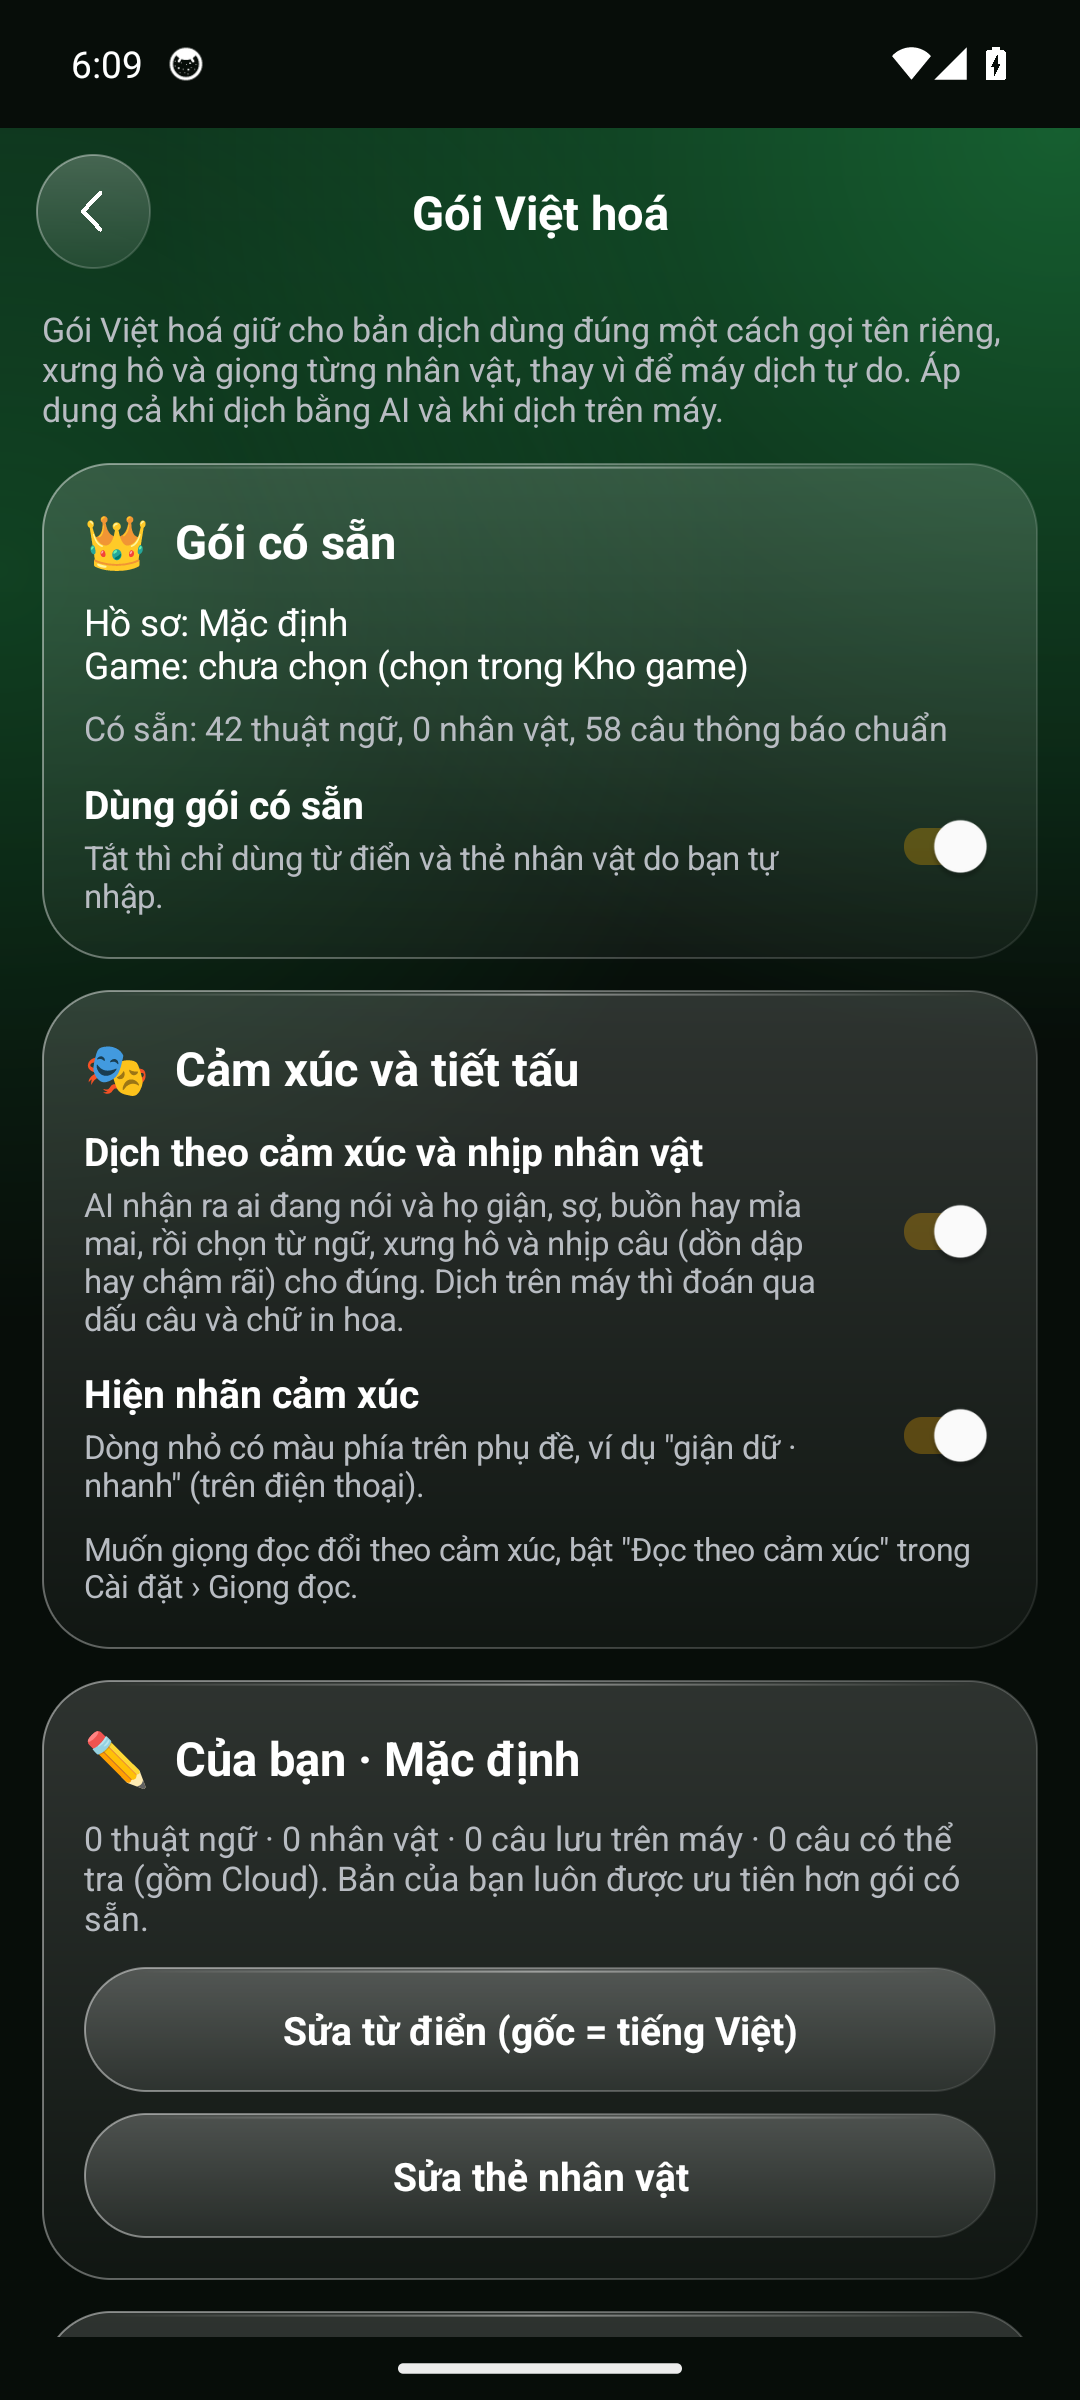 6:09
Gói Việt hoá
Gói Việt hoá giữ cho bản dịch dùng đúng một cách gọi tên riêng,
xưng hô và giọng từng nhân vật, thay vì để máy dịch tự do. Áp
dụng cả khi dịch bằng AI và khi dịch trên máy.
Gói có sẵn
Hồ sơ: Mặc định
Game: chưa chọn (chọn trong Kho game)
Có sẵn: 42 thuật ngữ, 0 nhân vật, 58 câu thông báo chuẩn
Dùng gói có sẵn
Tắt thì chỉ dùng từ điển và thẻ nhân vật do bạn tự
nhập.
Cảm xúc và tiết tấu
Dịch theo cảm xúc và nhịp nhân vật
AI nhận ra ai đang nói và họ giận, sợ, buồn hay mỉa
mai, rồi chọn từ ngữ, xưng hô và nhịp câu (dồn dập
hay chậm rãi) cho đúng. Dịch trên máy thì đoán qua
dấu câu và chữ in hoa.
Hiện nhãn cảm xúc
Dòng nhỏ có màu phía trên phụ đề, ví dụ "giận dữ ·
nhanh" (trên điện thoại).
Muốn giọng đọc đổi theo cảm xúc, bật "Đọc theo cảm xúc" trong
Cài đặt › Giọng đọc.
Của bạn · Mặc định
0 thuật ngữ · 0 nhân vật · 0 câu lưu trên máy · 0 câu có thể
tra (gồm Cloud). Bản của bạn luôn được ưu tiên hơn gói có
sẵn.
Sửa từ điển (gốc = tiếng Việt)
Sửa thẻ nhân vật